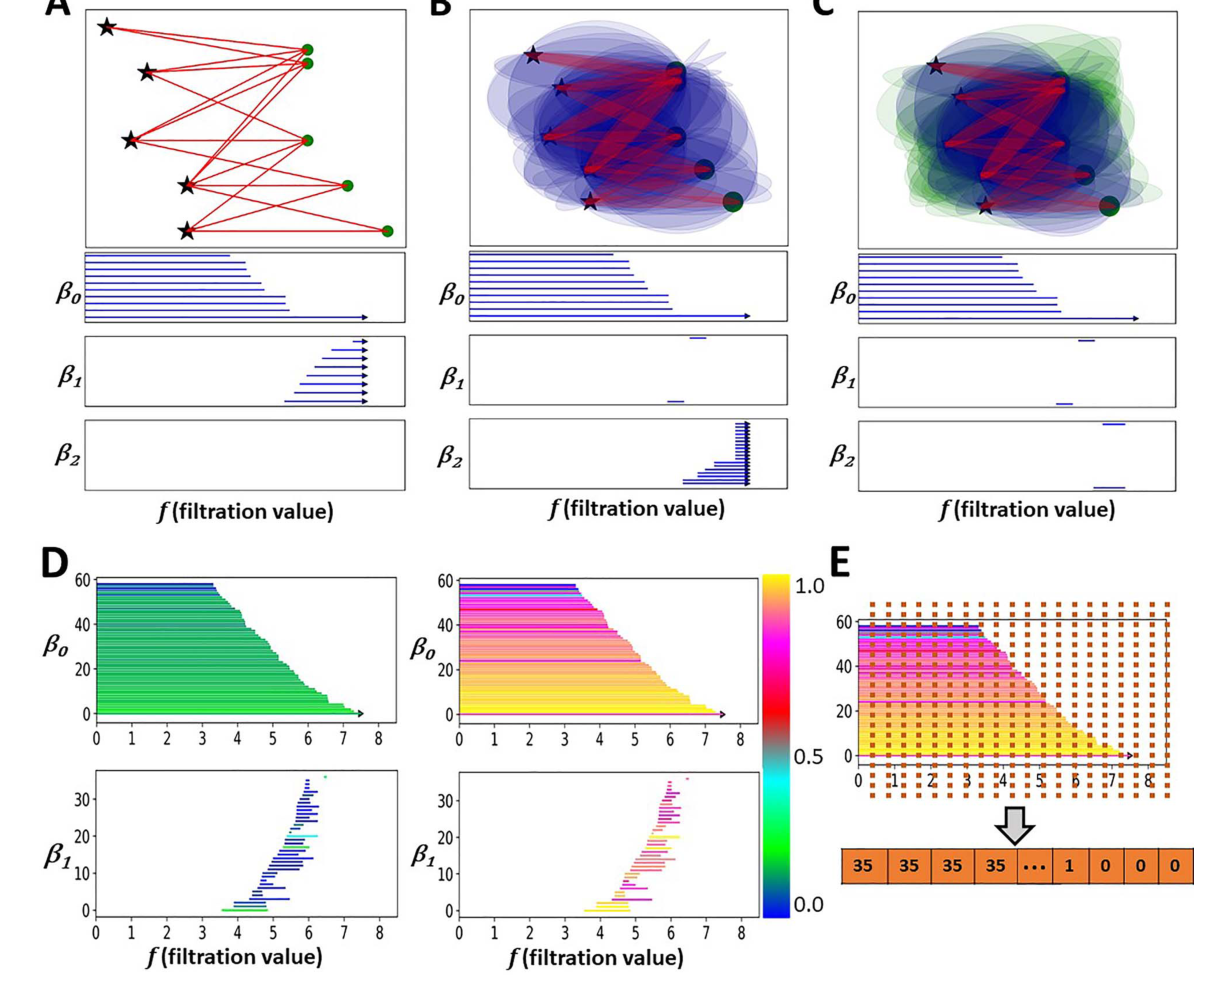 A
B
C
β0
β1
β2
f (filtration value)
β0
β1
β2
f (filtration value)
β0
β1
β2
f (filtration value)
D
60
40
20
0
β0
0 1 2 3 4 5 6 7 8
30
20
10
0
β1
0 1 2 3 4 5 6 7 8
f (filtration value)
60
40
20
0
β0
0 1 2 3 4 5 6 7 8
30
20
10
0
β1
0 1 2 3 4 5 6 7 8
f (filtration value)
1.0
0.5
0.0
E
60
40
20
0
0 1 2 3 4 5 6 7 8
35 35 35 35 ... 1 0 0 0